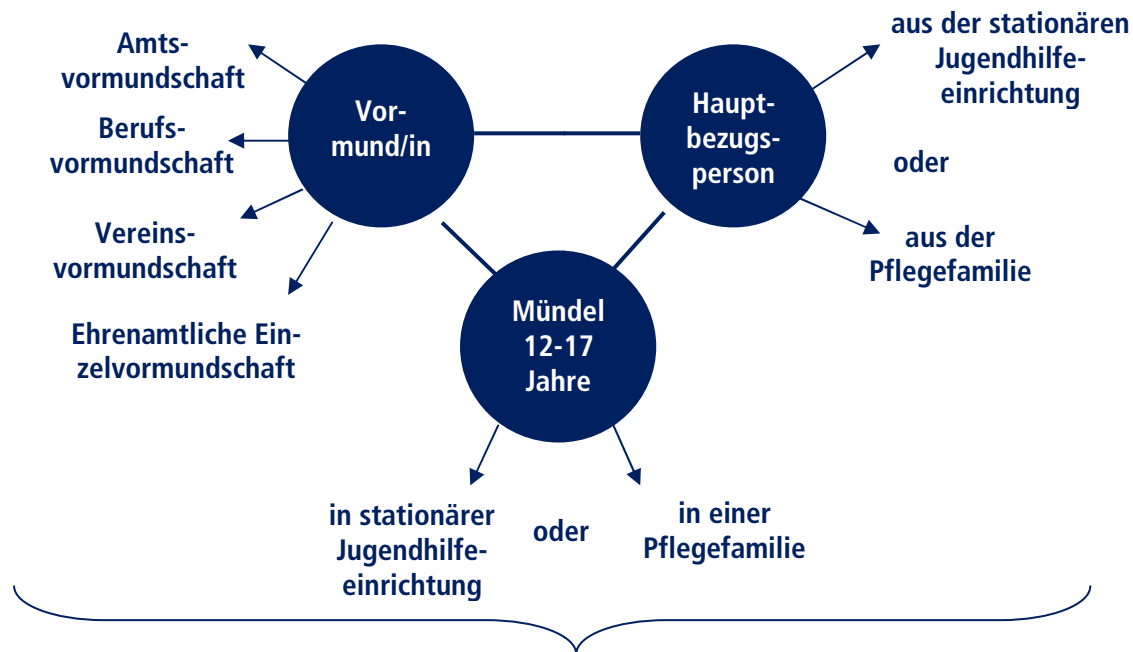 Amts-
vormundschaft
Berufs-
vormundschaft
Vereins-
vormundschaft
Ehrenamtliche Ein-
zelvormundschaft
Vor-
mund/in
Haupt-
bezugs-
person
aus der stationären
Jugendhilfe-
einrichtung
oder
aus der
Pflegefamilie
Mündel
12-17
Jahre
in stationärer
Jugendhilfe-
einrichtung
oder
in einer
Pflegefamilie